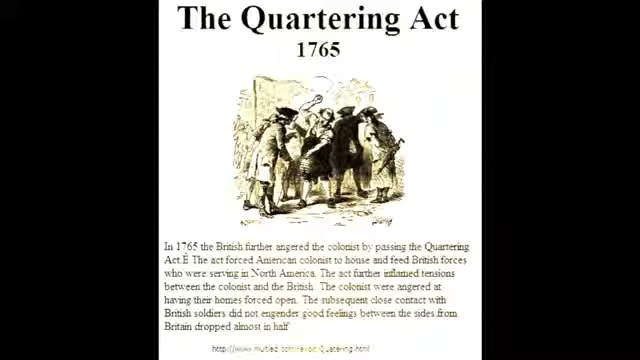 The Quartering Act
1765
In 1765 the British further angered the colonist by passing the Quartering
Act.É The act forced American colonist to house and feed British forces
who were serving in North America. The act further inflamed tensions
between the colonist and the British. The colonist were angered at
having their homes forced open. The subsequent close contact with
British soldiers did not engender good feelings between the sides.from
Britain dropped almost in half